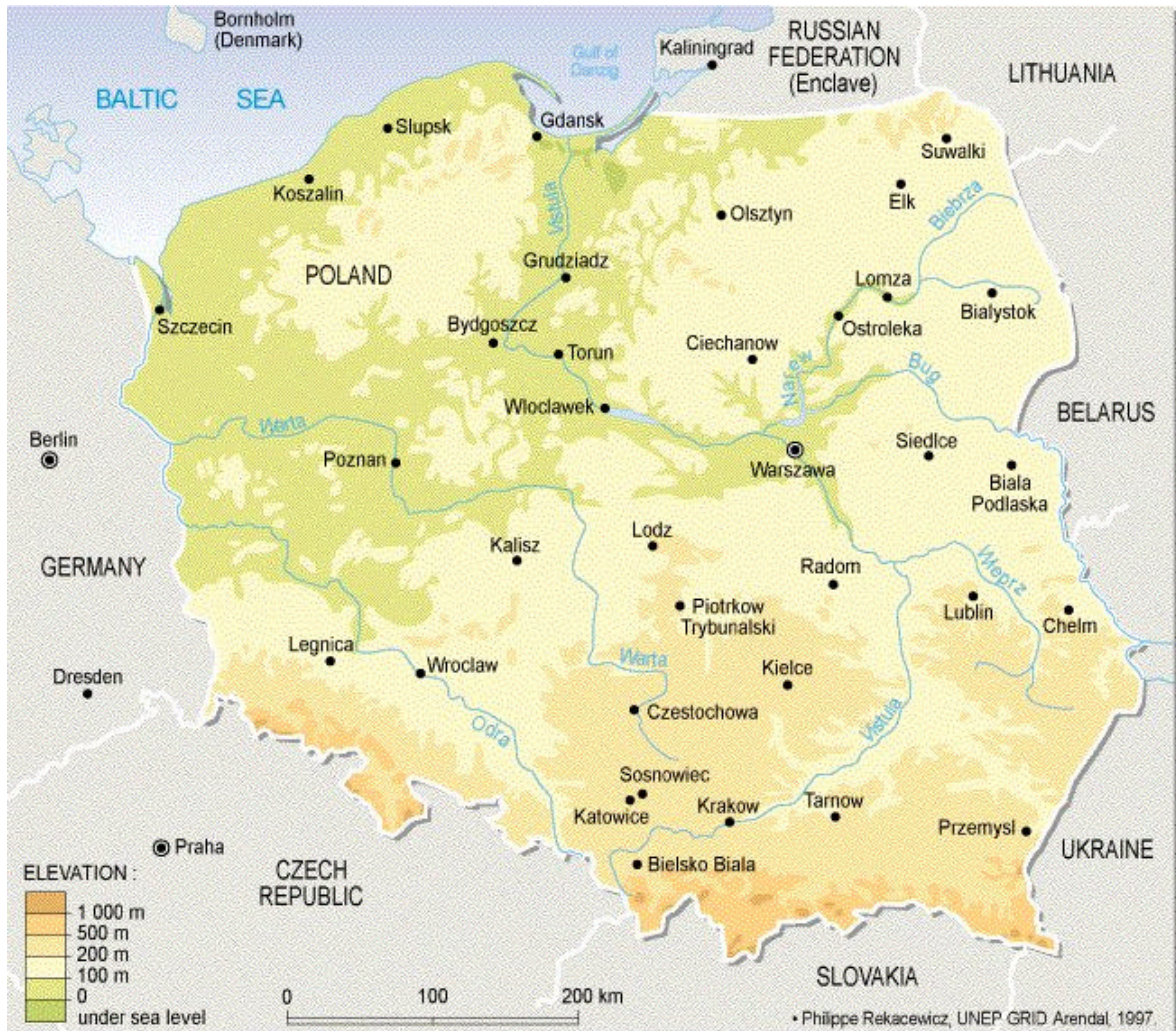 Bornholm
(Denmark)
Gulf of
Danzig
Kaliningrad
RUSSIAN
FEDERATION
(Enclave)
LITHUANIA
BALTIC SEA
Slupsk
Gdansk
Suwalki
Koszalin
Elk
Biebrza
Olsztyn
Vistula
Grudziadz
POLAND
Lomza
Bialystok
Szczecin
Bydgoszcz
Ostroleka
Torun
Ciechanow
Narew
Bug
Wloclawek
BELARUS
Warta
Berlin
Poznan
Warszawa
Siedlce
Biala
Podlaska
Lodz
Kalisz
GERMANY
Radom
Wieprz
Lublin
Chelm
Piotrkow
Trybunalski
Legnica
Wroclaw
Warta
Kielce
Dresden
Czestochowa
Odra
Vistula
Sosnowiec
Katowice
Krakow
Tarnow
Przemysl
Praha
UKRAINE
CZECH
REPUBLIC
Bielsko Biala
ELEVATION :
1 000 m
500 m
200 m
100 m
0
under sea level
0 100 200 km
SLOVAKIA
• Philippe Rekacewicz, UNEP GRID Arendal, 1997.